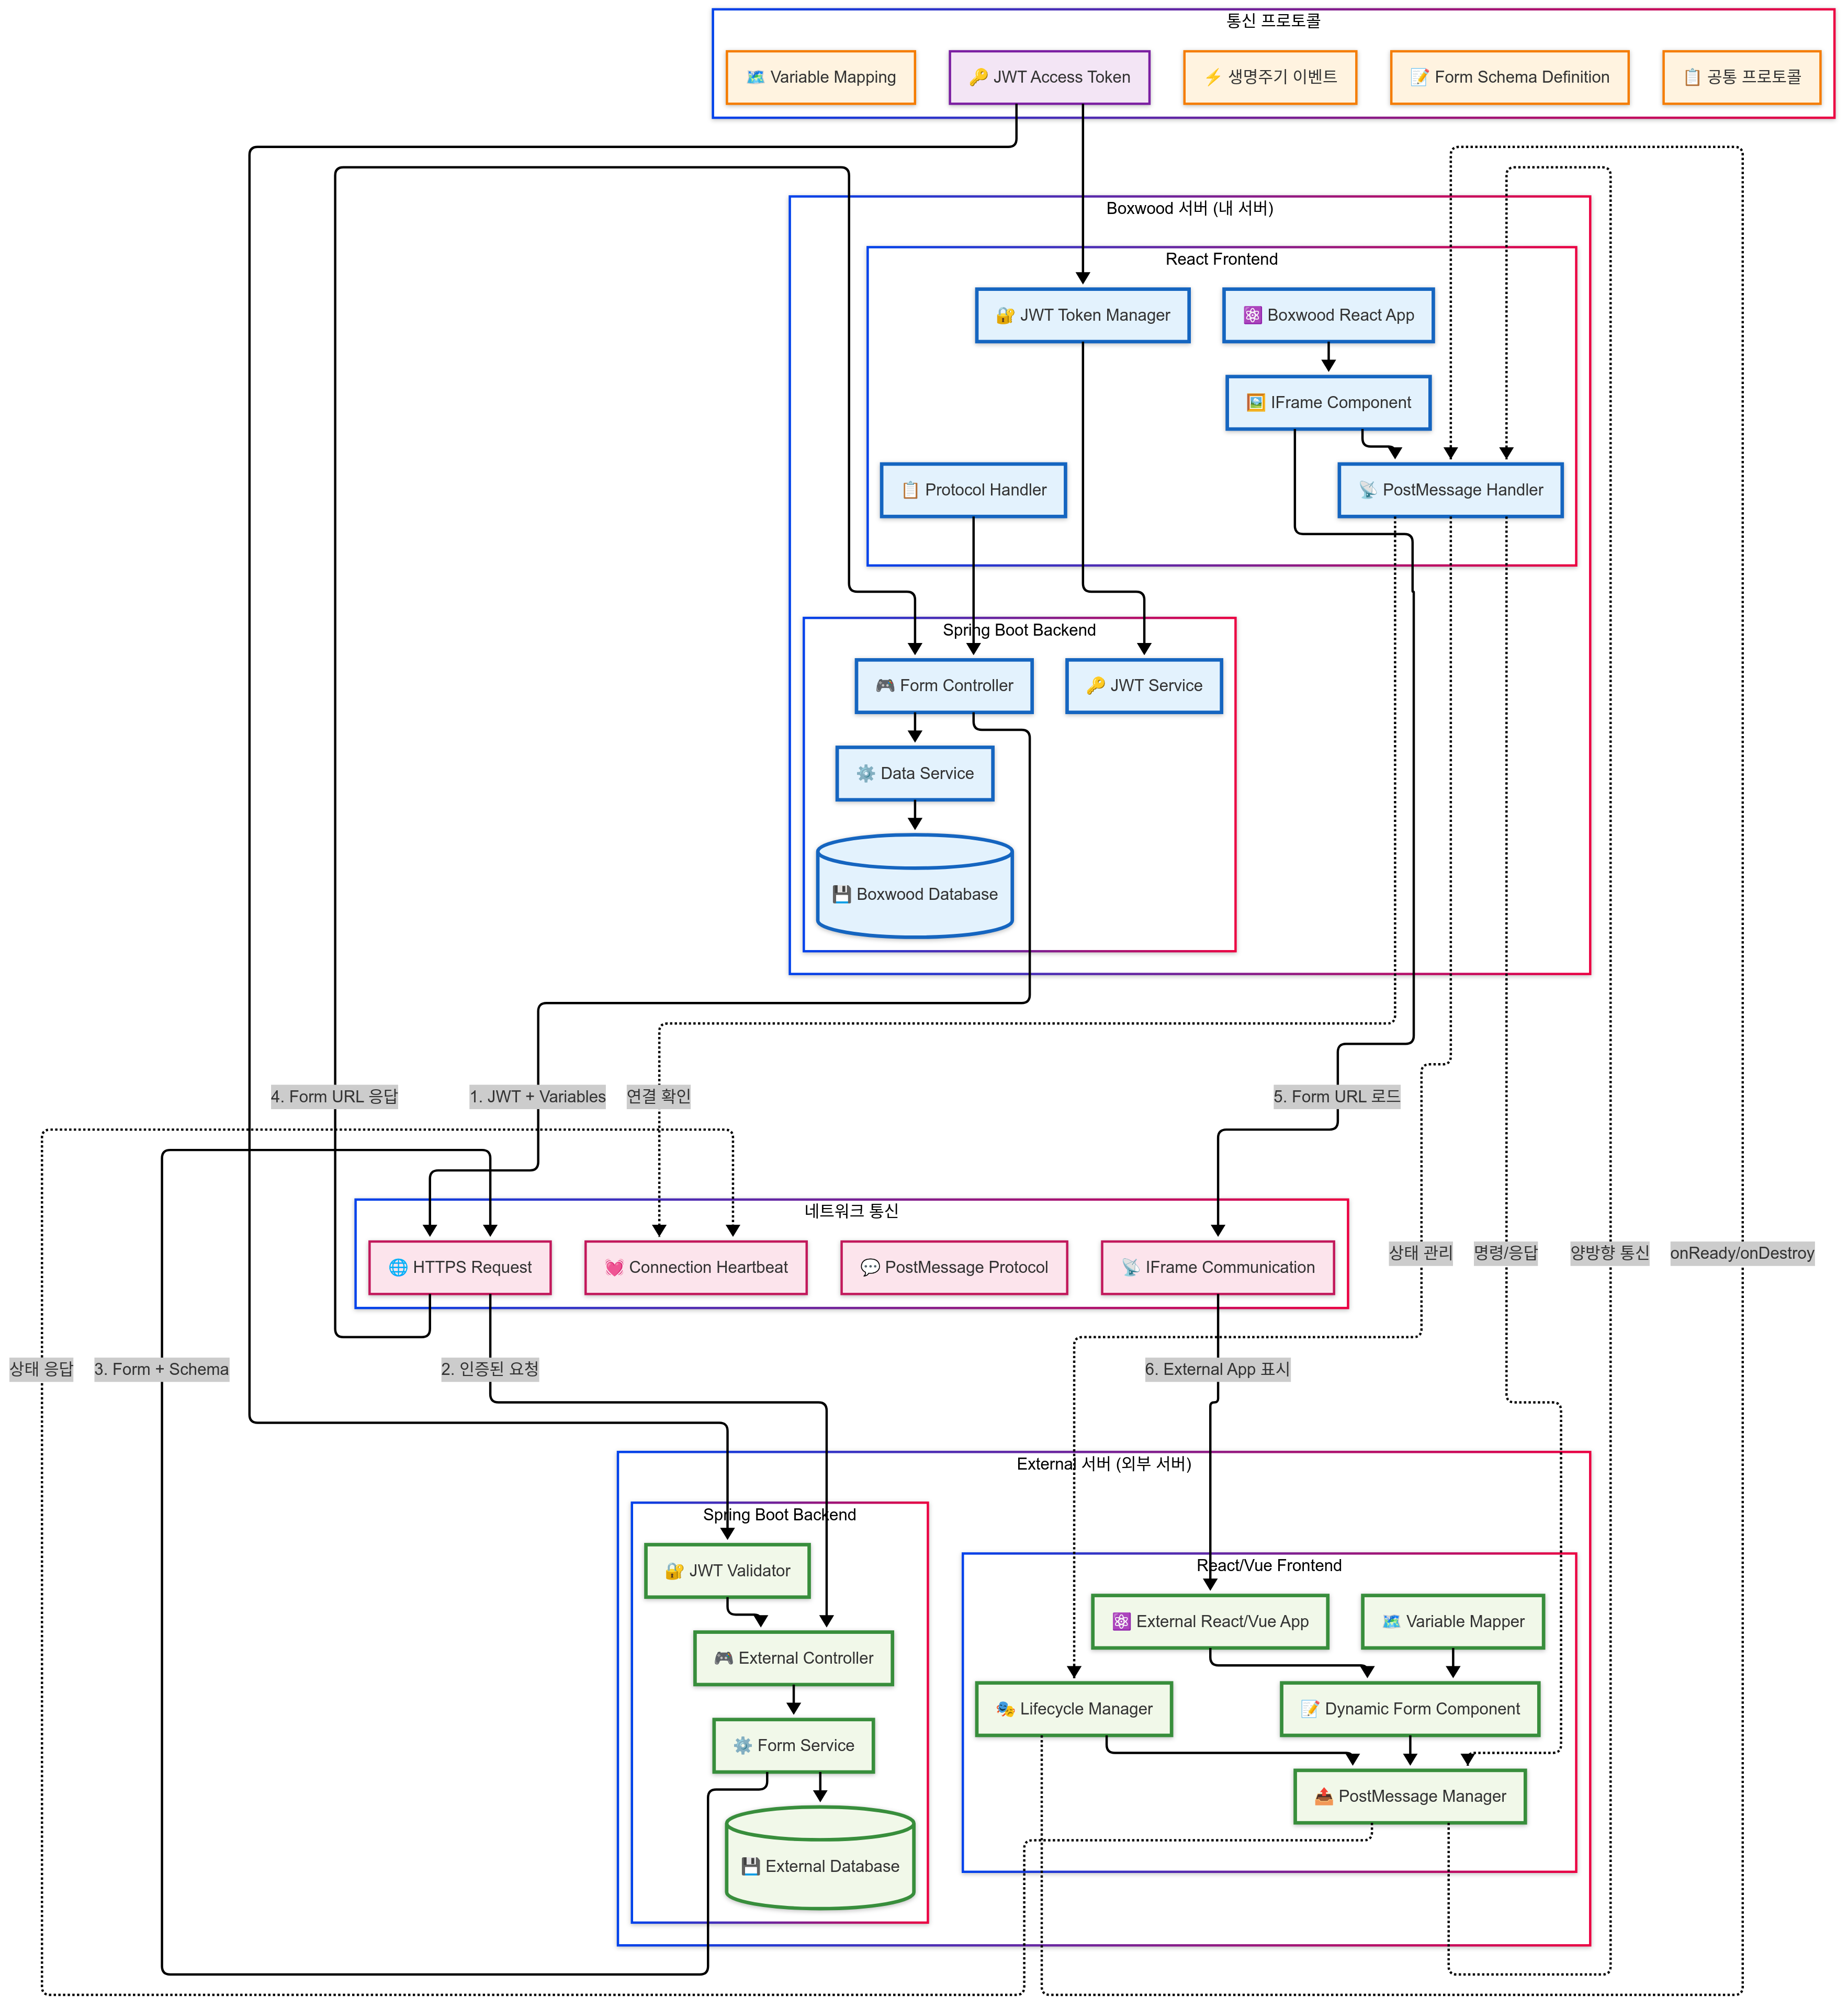 통신 프로토콜
🗺️ Variable Mapping
🔑 JWT Access Token
⚡ 생명주기 이벤트
📝 Form Schema Definition
📋 공통 프로토콜
Boxwood 서버 (내 서버)
React Frontend
🔐 JWT Token Manager
⚛️ Boxwood React App
🖼️ IFrame Component
📋 Protocol Handler
📡 PostMessage Handler
Spring Boot Backend
🎮 Form Controller
🔑 JWT Service
⚙️ Data Service
💾 Boxwood Database
4. Form URL 응답
1. JWT + Variables
연결 확인
5. Form URL 로드
네트워크 통신
🌐 HTTPS Request
💓 Connection Heartbeat
💬 PostMessage Protocol
📡 IFrame Communication
상태 관리
명령/응답
양방향 통신
onReady/onDestroy
상태 응답
3. Form + Schema
2. 인증된 요청
6. External App 표시
External 서버 (외부 서버)
Spring Boot Backend
🔐 JWT Validator
🎮 External Controller
⚙️ Form Service
💾 External Database
React/Vue Frontend
⚛️ External React/Vue App
🗺️ Variable Mapper
🎭 Lifecycle Manager
📝 Dynamic Form Component
📤 PostMessage Manager